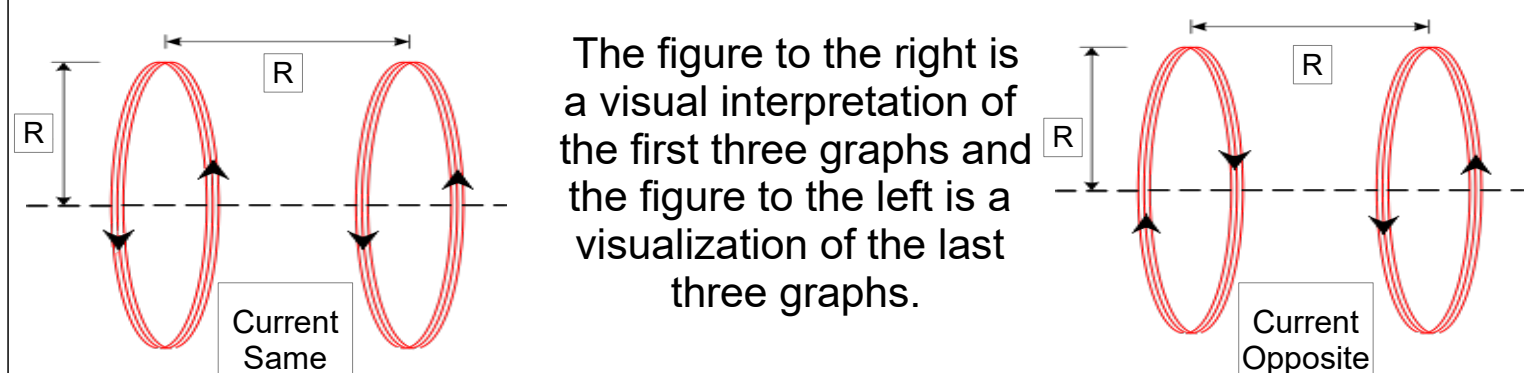 R
R
Current
Same
The figure to the right is
a visual interpretation of
the first three graphs and
the figure to the left is a
visualization of the last
three graphs.
R
R
Current
Opposite